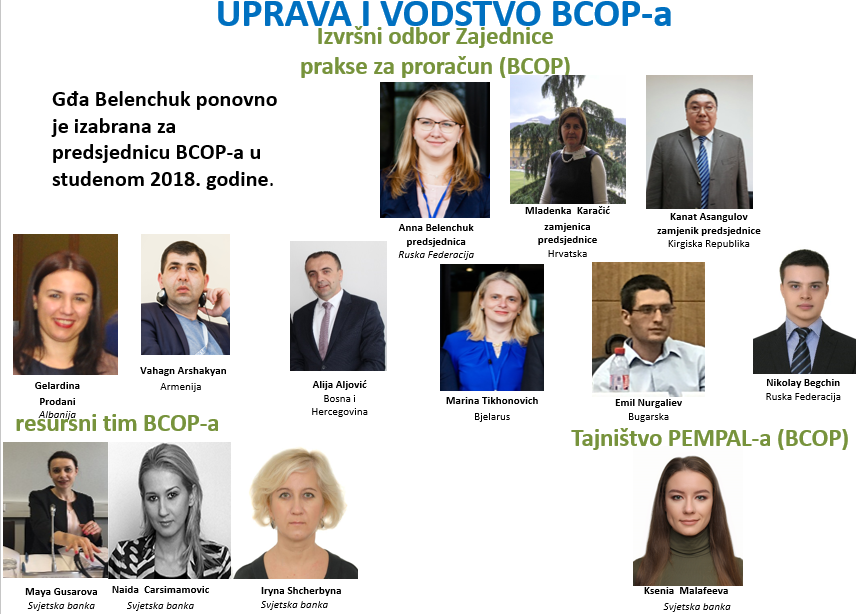 UPRAVA I VODSTVO BCOP-a
Izvršni odbor Zajednice
prakse za proračun (BCOP)
Gđa Belenchuk ponovno
je izabrana za
predsjednicu BCOP-a u
studenom 2018. godine.
Anna Belenchuk
predsjednica
Ruska Federacija
Mladenka Karačić
zamjenica
predsjednice
Hrvatska
Kanat Asangulov
zamjenik predsjednice
Kirgiska Republika
Gelardina
Prodani
Albanija
Vahagn Arshakyan
Armenija
Alija Aljović
Bosna i
Hercegovina
Marina Tikhonovich
Bjelarus
Emil Nurgaliev
Bugarska
Nikolay Begchin
Ruska Federacija
resursni tim BCOP-a
Maya Gusarova
Svjetska banka
Naida Carsimamovic
Svjetska banka
Iryna Shcherbyna
Svjetska banka
Tajništvo PEMPAL-a (BCOP)
Ksenia Malafeeva
Svjetska banka